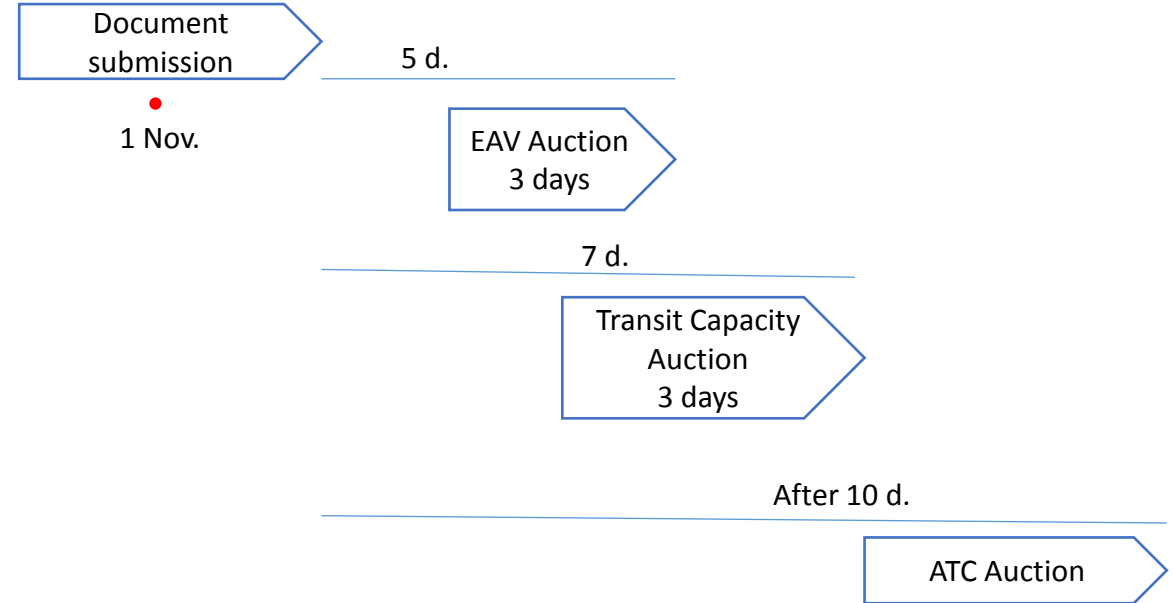 Document
submission
5 d.
1 Nov.
EAV Auction
3 days
7 d.
Transit Capacity
Auction
3 days
After 10 d.
ATC Auction